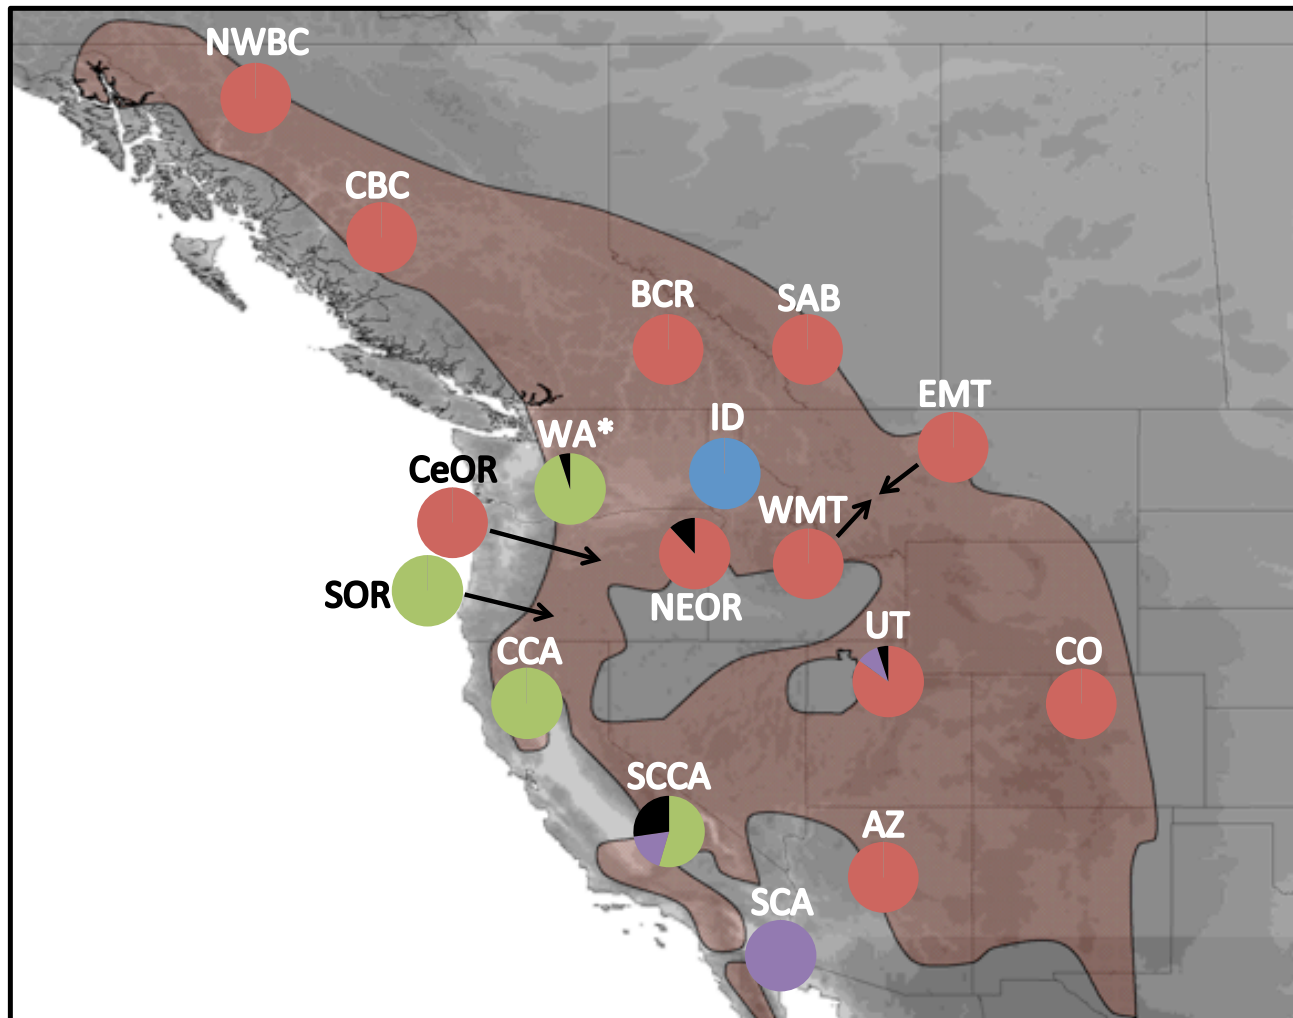 NWBC
CBC
BCR
SAB
EMT
ID
WA*
CeOR
WMT
SOR
NEOR
UT
CCA
CO
SCCA
AZ
SCA